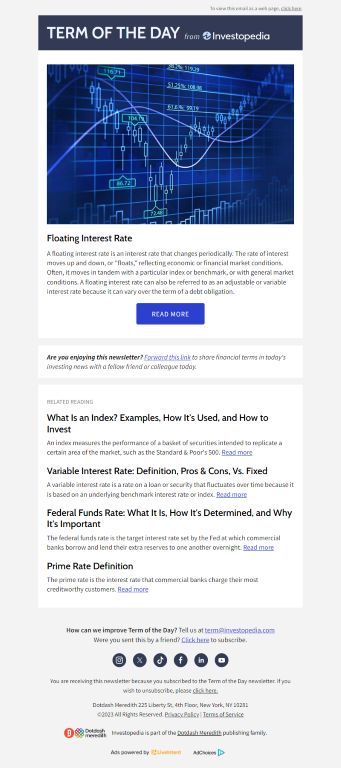 To view this email as a web page, click here
TERM OF THE DAY from Investopedia
38.2%: 119.29
116.71
51.25%: 108.98
61.8%: 99.19
104.13
86.72
72.48
Floating Interest Rate
A floating interest rate is an interest rate that changes periodically. The rate of interest
moves up and down, or "floats," reflecting economic or financial market conditions.
Often, it moves in tandem with a particular index or benchmark, or with general market
conditions. A floating interest rate can also be referred to as an adjustable or variable
interest rate because it can vary over the term of a debt obligation.
READ MORE
Are you enjoying this newsletter? Forward this link to share financial terms in today's
investing news with a fellow friend or colleague today.
RELATED READING
What Is an Index? Examples, How It's Used, and How to
Invest
An index measures the performance of a basket of securities intended to replicate a
certain area of the market, such as the Standard & Poor's 500. Read more
Variable Interest Rate: Definition, Pros & Cons, Vs. Fixed
A variable interest rate is a rate on a loan or security that fluctuates over time because it
is based on an underlying benchmark interest rate or index. Read more
Federal Funds Rate: What It Is, How It's Determined, and Why
It's Important
The federal funds rate is the target interest rate set by the Fed at which commercial
banks borrow and lend their extra reserves to one another overnight. Read more
Prime Rate Definition
The prime rate is the interest rate that commercial banks charge their most
creditworthy customers. Read more
How can we improve Term of the Day? Tell us at term@investopedia.com
Were you sent this by a friend? Click here to subscribe.
You are receiving this newsletter because you subscribed to the Term of the Day newsletter. If you
wish to unsubscribe, please click here.
Dotdash Meredith 225 Liberty St, 4th Floor, New York, NY 10281
©2023 All Rights Reserved. Privacy Policy | Terms of Service
Dotdash
meredith
Investopedia is part of the Dotdash Meredith publishing family.
Ads powered by LiveIntent
AdChoices